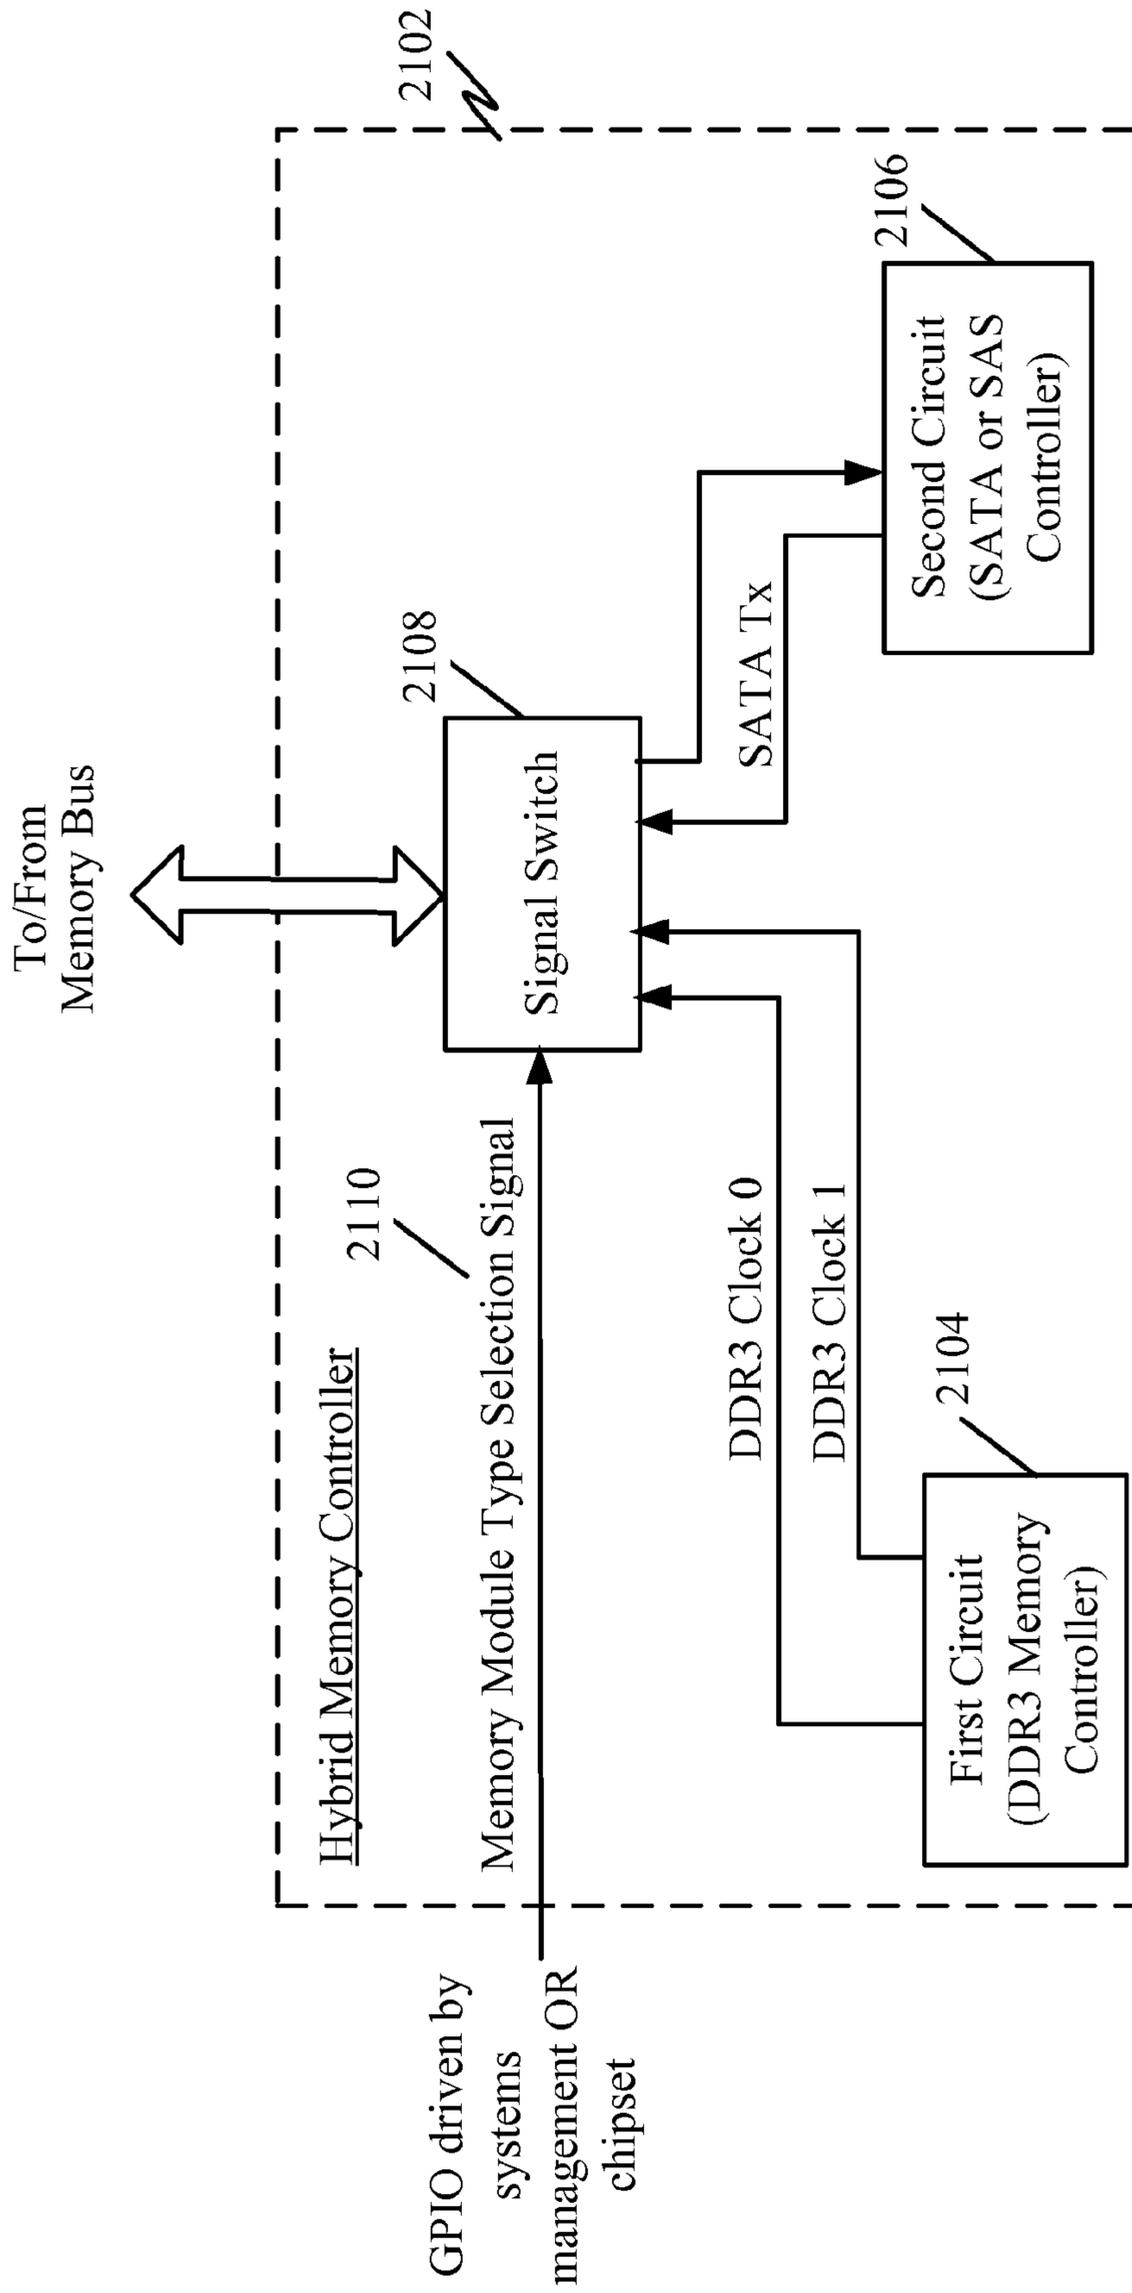 To/From
Memory Bus
2102
Hybrid Memory Controller
2110
Memory Module Type Selection Signal
GPIO driven by
systems
management OR
chipset
2108
Signal Switch
DDR3 Clock 0
DDR3 Clock 1
SATA Tx
2104
First Circuit
(DDR3 Memory
Controller)
2106
Second Circuit
(SATA or SAS
Controller)